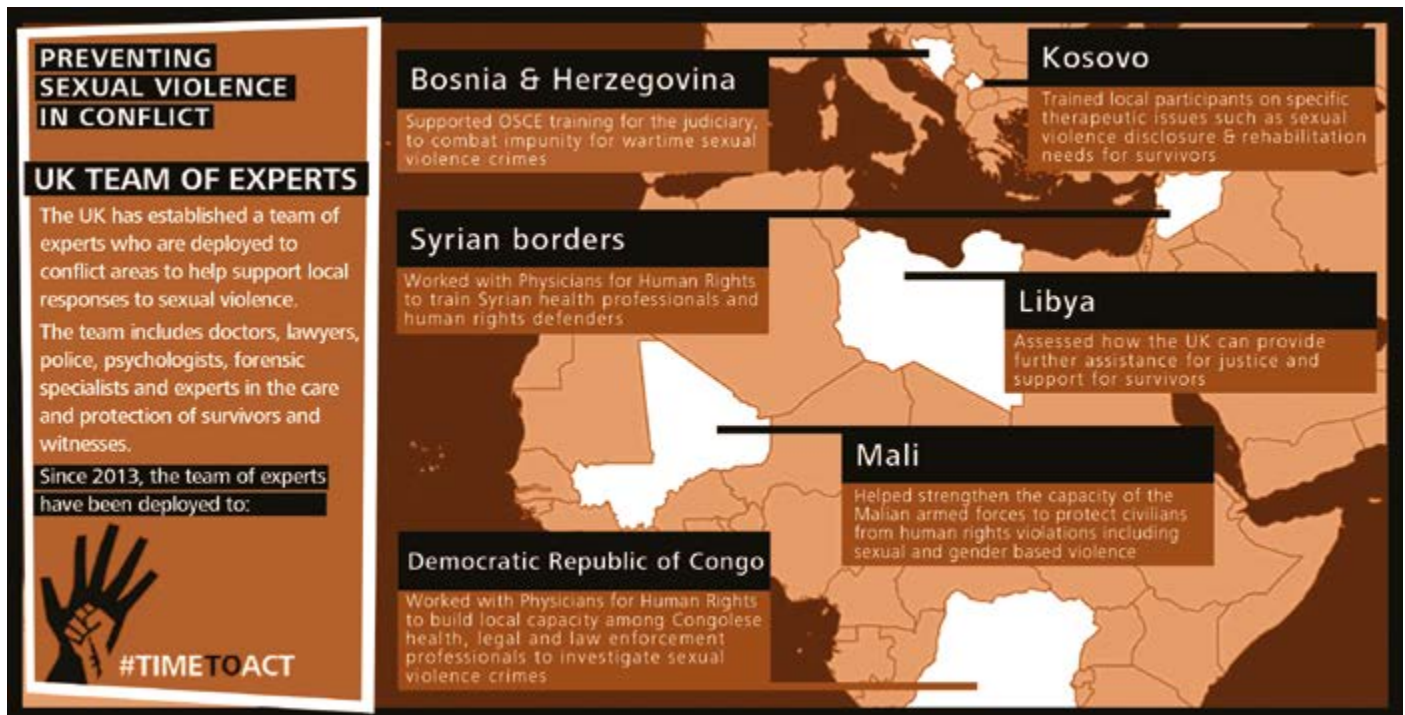 PREVENTING
SEXUAL VIOLENCE
IN CONFLICT
UK TEAM OF EXPERTS
The UK has established a team of
experts who are deployed to
conflict areas to help support local
responses to sexual violence.
The team includes doctors, lawyers,
police, psychologists, forensic
specialists and experts in the care
and protection of survivors and
witnesses.
Since 2013, the team of experts
have been deployed to:
#TIMETOACT
Bosnia & Herzegovina
Supported OSCE training for the judiciary,
to combat impunity for wartime sexual
violence crimes
Kosovo
Trained local participants on specific
therapeutic issues such as sexual
violence disclosure & rehabilitation
needs for survivors
Syrian borders
Worked with Physicians for Human Rights
to train Syrian health professionals and
human rights defenders
Libya
Assessed how the UK can provide
further assistance for justice and
support for survivors
Mali
Helped strengthen the capacity of the
Malian armed forces to protect civilians
from human rights violations including
sexual and gender based violence
Democratic Republic of Congo
Worked with Physicians for Human Rights
to build local capacity among Congolese
health, legal and law enforcement
professionals to investigate sexual
violence crimes